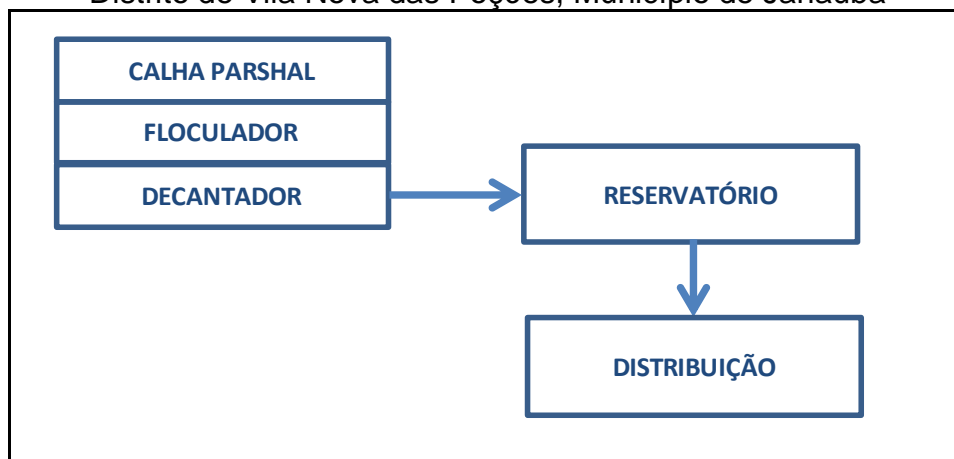 Distrito de Vila Nova das Poções, Município de Janaúba
CALHA PARSHAL
FLOCULADOR
DECANTADOR
RESERVATÓRIO
DISTRIBUIÇÃO